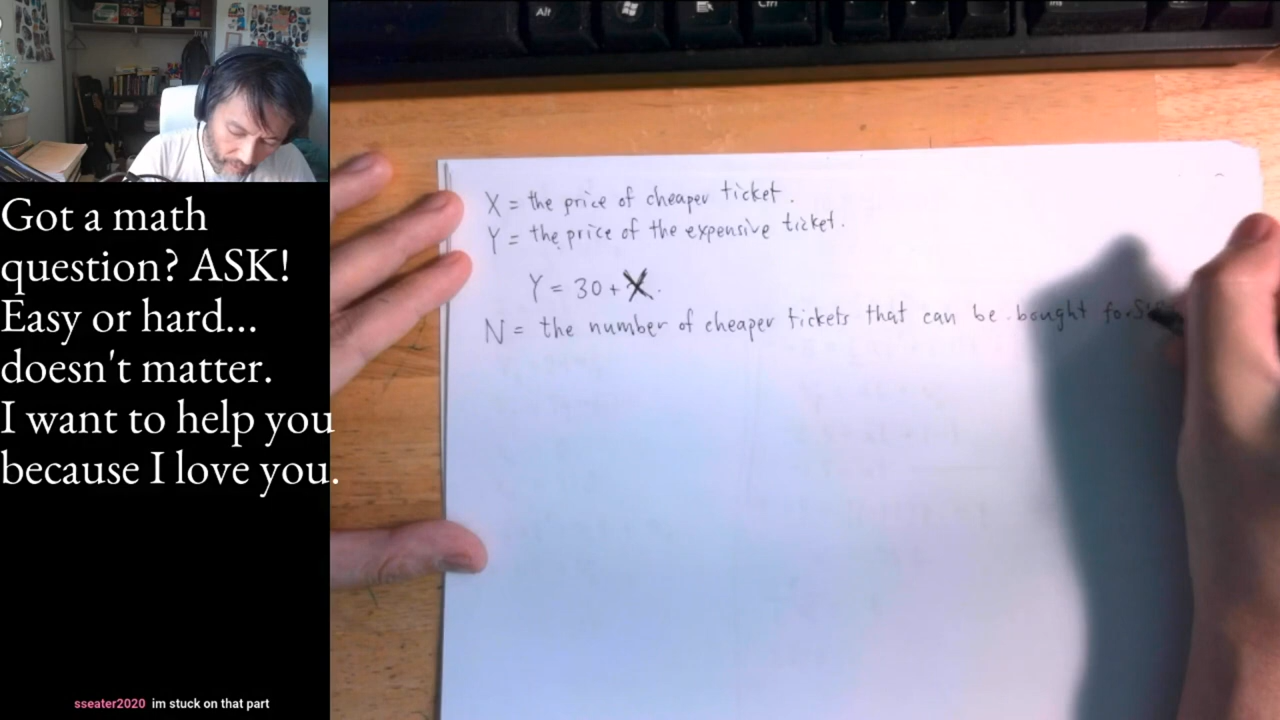 Alt
Ctrl
Got a math
question? ASK!
Easy or hard...
doesn't matter.
I want to help you
because I love you.
sseater2020 im stuck on that part
X = the price of cheaper ticket.
Y = the price of the expensive ticket.
Y = 30 + X.
N = the number of cheaper tickets that can be bought for